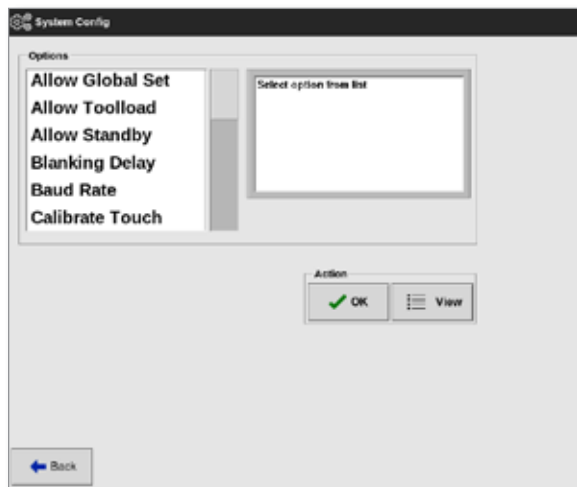 System Config
Options
Allow Global Set
Allow Toolload
Allow Standby
Blanking Delay
Baud Rate
Calibrate Touch
Select option from list
Action
OK
View
Back